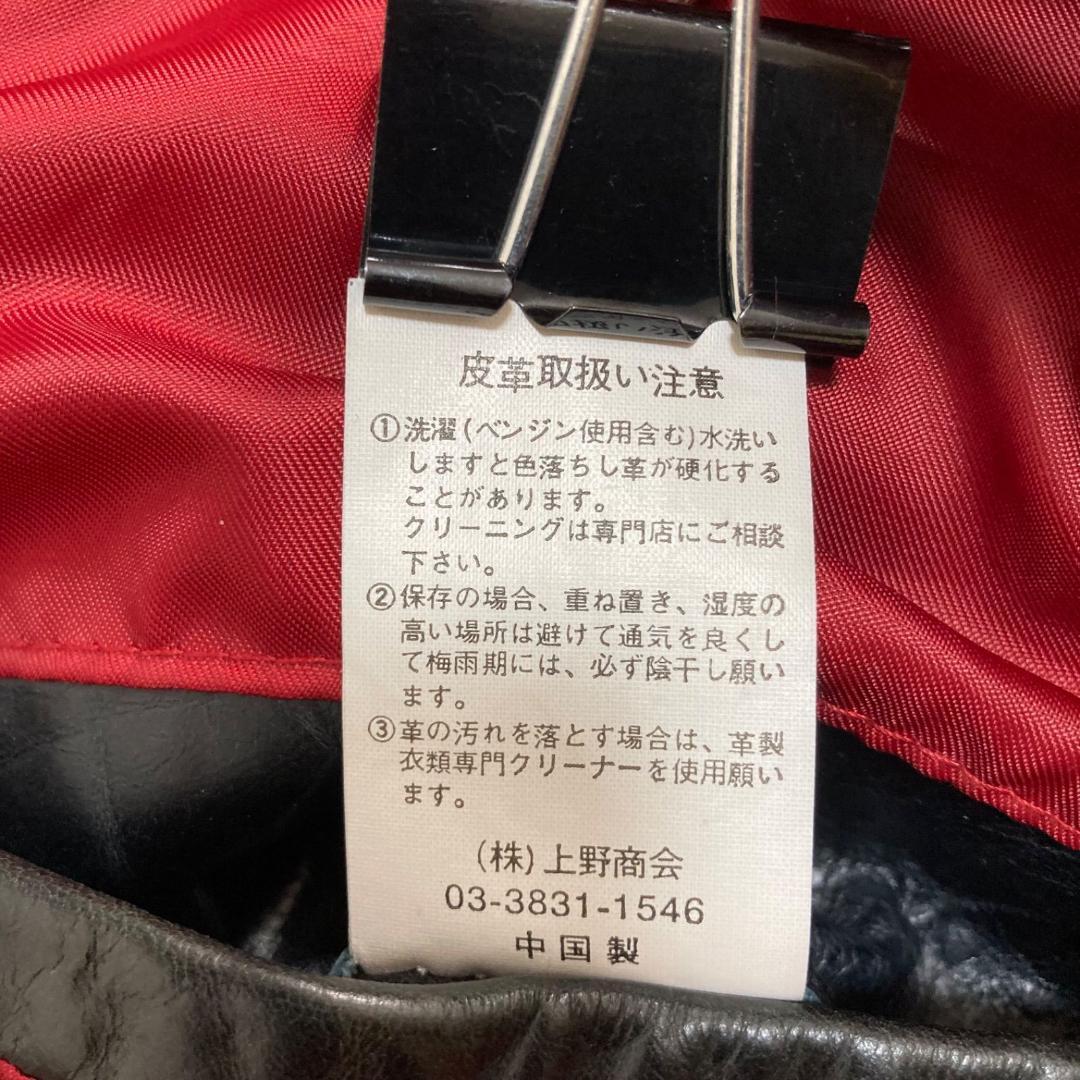 皮革取扱い注意
①洗濯(ベンジン使用含む)水洗い
しますと色落ちし革が硬化する
ことがあります。
クリーニングは専門店にご相談
下さい。
②保存の場合、重ね置き、湿度の
高い場所は避けて通気を良くし
て梅雨期には、必ず陰干し願い
ます。
③革の汚れを落とす場合は、革製
衣類専門クリーナーを使用願い
ます。
(株)上野商会
03-3831-1546
中国製